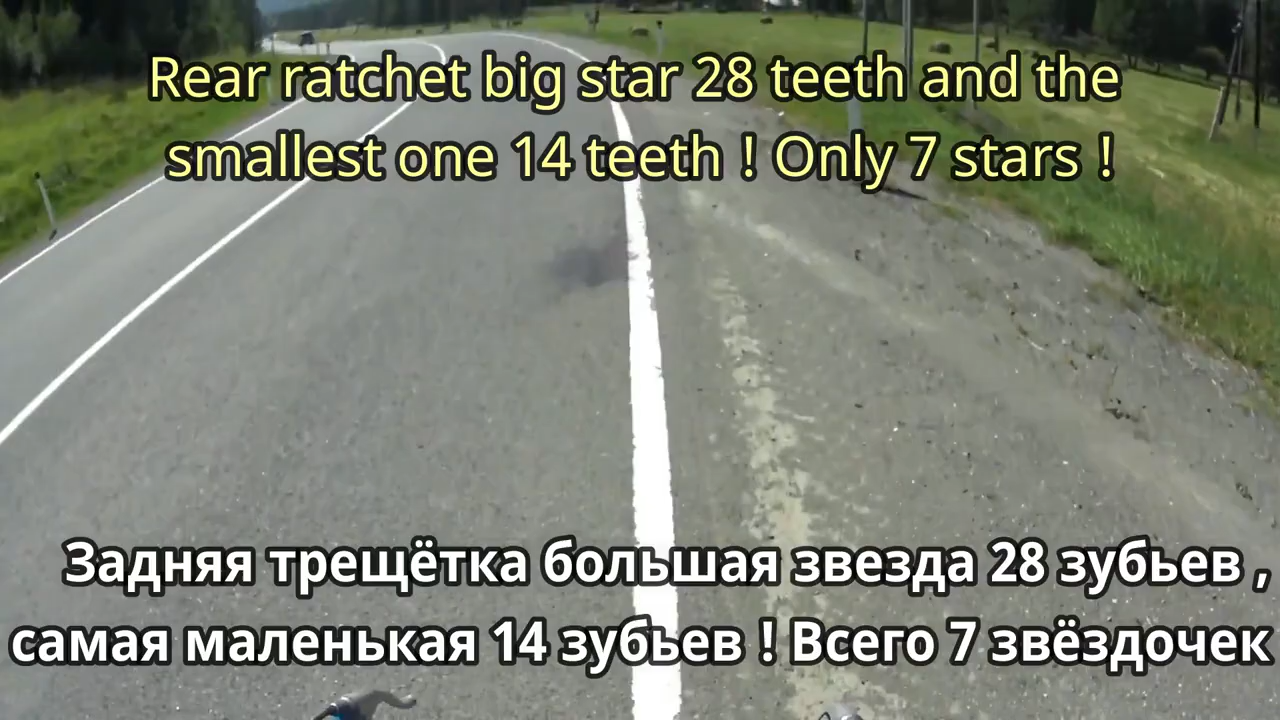 Rear ratchet big star 28 teeth and the
smallest one 14 teeth ! Only 7 stars !
Задняя трещётка большая звезда 28 зубьев ,
самая маленькая 14 зубьев ! Всего 7 звёздочек